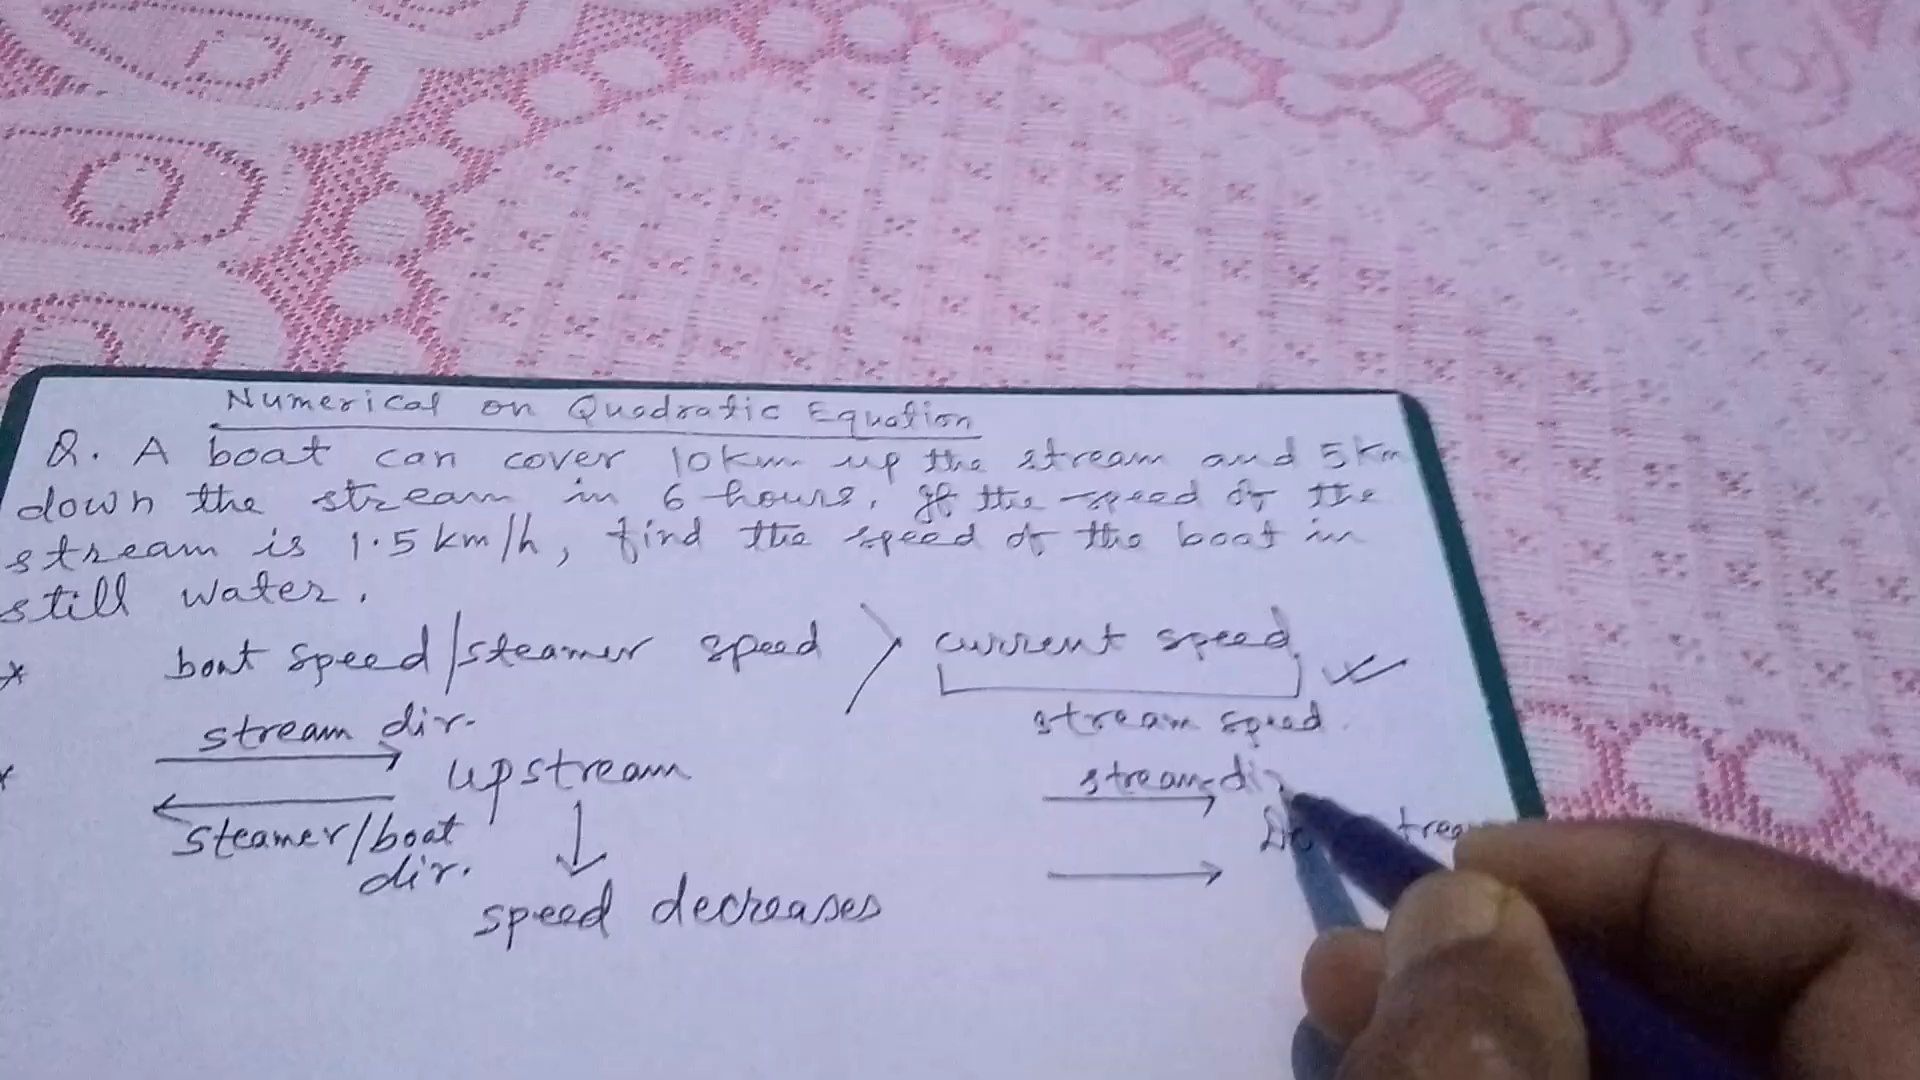 Numerical on Quadratic Equation
Q. A boat can cover 10km up the stream and 5km
down the stream in 6 hours. If the speed of the
stream is 1.5 km/h, find the speed of the boat in
still water.
* boat speed/steamer speed > current speed
stream speed.
stream dir.
upstream
steamer/boat
dir.
speed decreases
stream dir